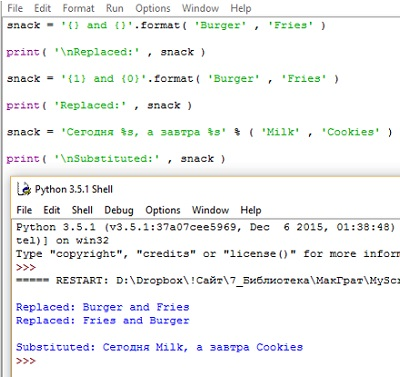 File Edit Format Run Options Window Help
snack = '{} and {}'.format( 'Burger' , 'Fries' )
print( '\nReplaced:' , snack )
snack = '{1} and {0}'.format( 'Burger' , 'Fries' )
print( 'Replaced:' , snack )
snack = 'Сегодня %s, а завтра %s' % ( 'Milk' , 'Cookies' )
print( '\nSubstituted:' , snack )
Python 3.5.1 Shell
File Edit Shell Debug Options Window Help
Python 3.5.1 (v3.5.1:37a07cee5969, Dec 6 2015, 01:38:48)
tel)] on win32
Type "copyright", "credits" or "license()" for more infor
>>>
===== RESTART: D:\Dropbox\!Сайт\7_Библиотека\МакГрат\MyScr
Replaced: Burger and Fries
Replaced: Fries and Burger
Substituted: Сегодня Milk, а завтра Cookies
>>>